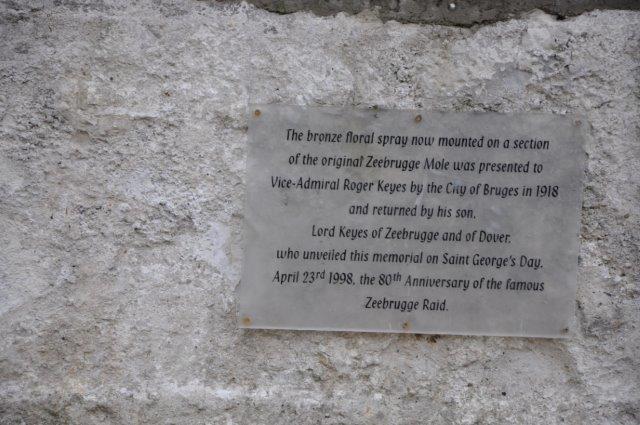 The bronze floral spray now mounted on a section
of the original Zeebrugge Mole was presented to
Vice-Admiral Roger Keyes by the City of Bruges in 1918
and returned by his son.
Lord Keyes of Zeebrugge and of Dover.
who unveiled this memorial on Saint George's Day.
April 23rd 1998, the 80th Anniversary of the famous
Zeebrugge Raid.